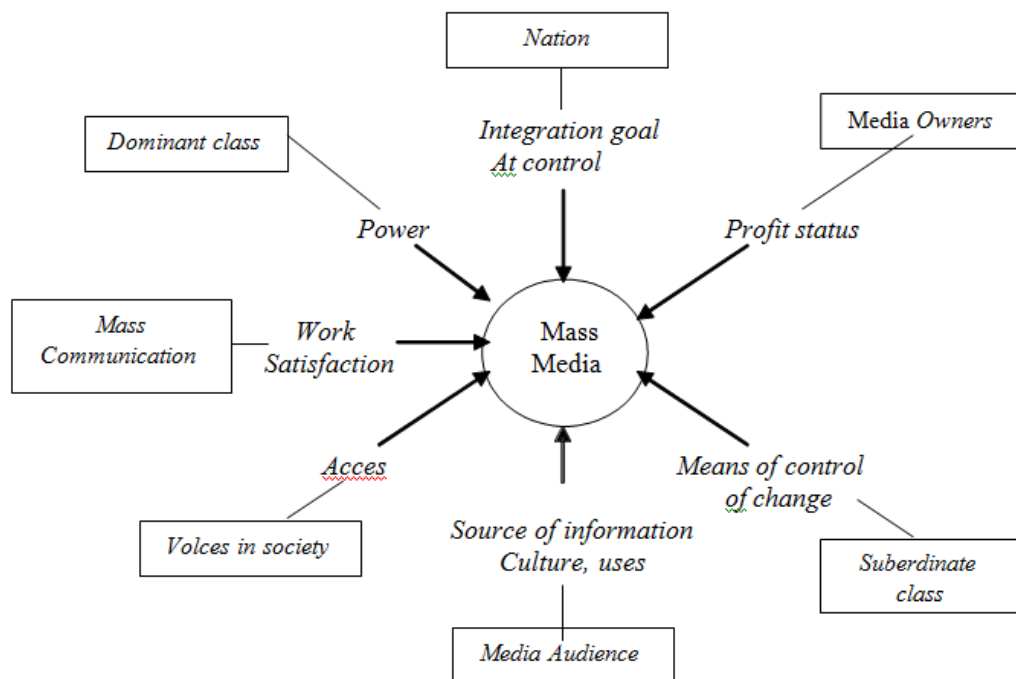 Nation
Integration goal
At control
Dominant class
Power
Media Owners
Profit status
Mass
Communication
Work
Satisfaction
Mass
Media
Acces
Volces in society
Means of control
of change
Suberdinate
class
Source of information
Culture, uses
Media Audience